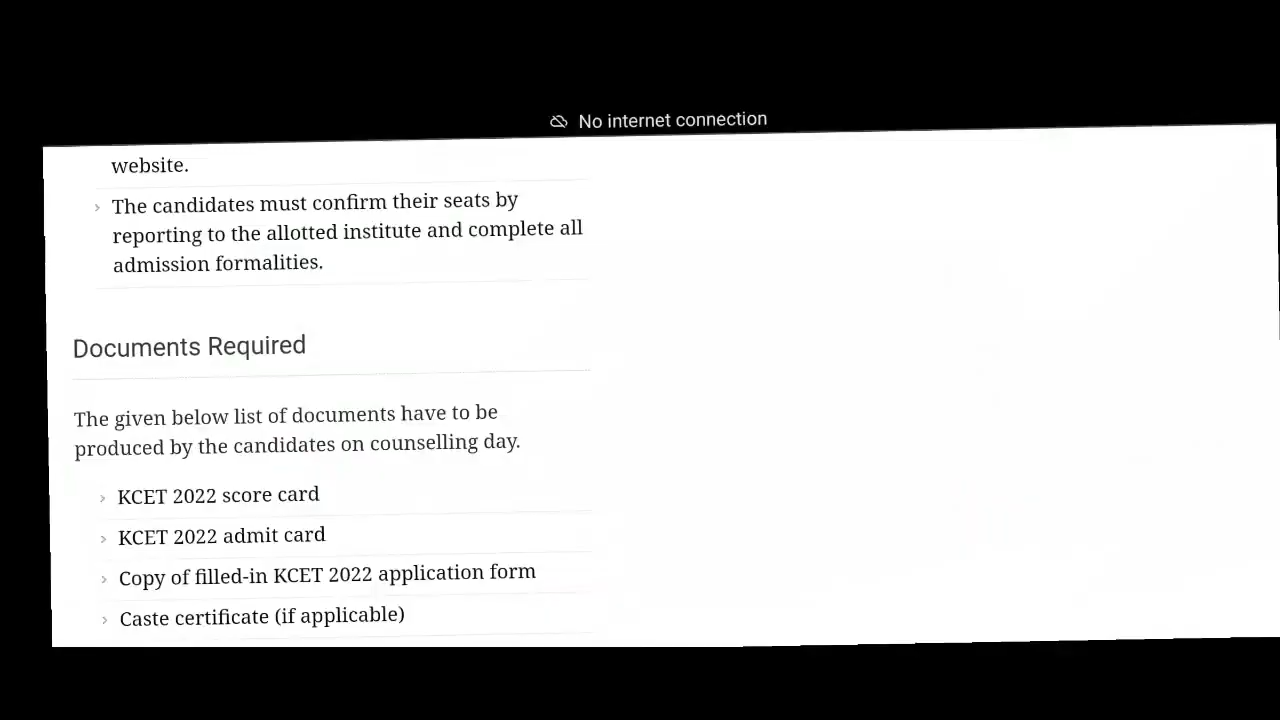 No internet connection
website.
The candidates must confirm their seats by
reporting to the allotted institute and complete all
admission formalities.
Documents Required
The given below list of documents have to be
produced by the candidates on counselling day.
KCET 2022 score card
KCET 2022 admit card
Copy of filled-in KCET 2022 application form
Caste certificate (if applicable)